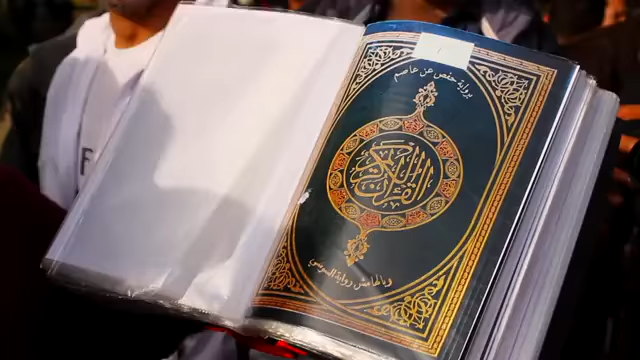 برواية حفص عن عاصم
القرآن الكريم
وبالهامش رواية السوسي
F